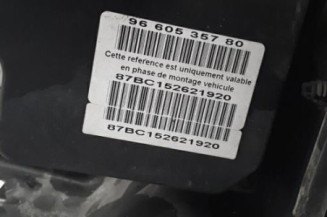 96 605 357 80
Cette reference est uniquement valable
en phase de montage vehicule
87BC152621920
87BC152621920